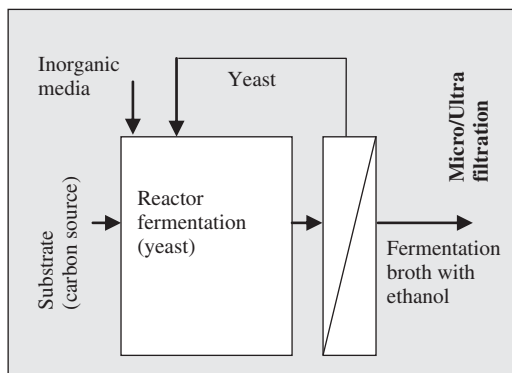 Inorganic
media
Yeast
Micro/Ultra
filtration
Substrate
(carbon source)
Reactor
fermentation
(yeast)
Fermentation
broth with
ethanol